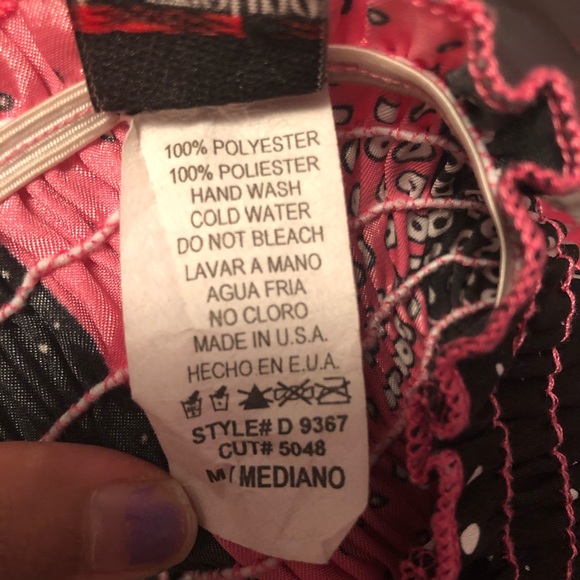 100% POLYESTER
100% POLIESTER
HAND WASH
COLD WATER
DO NOT BLEACH
LAVAR A MANO
AGUA FRIA
NO CLORO
MADE IN U.S.A.
HECHO EN E.U.A.
STYLE# D 9367
CUT# 5048
M/ MEDIANO